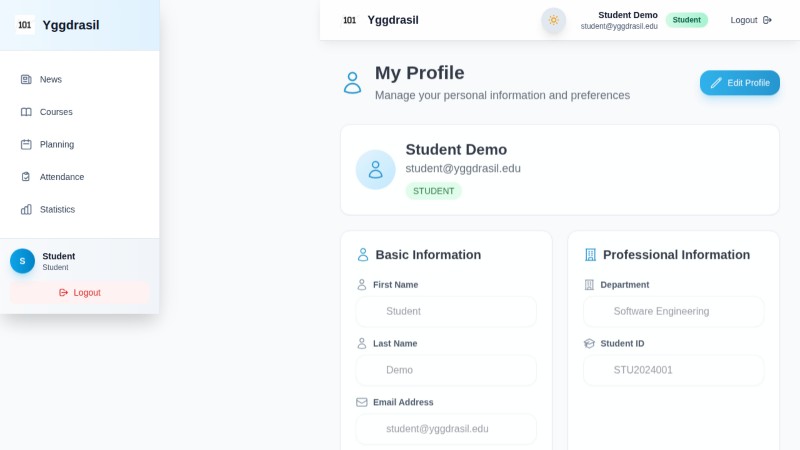 101 Yggdrasil
News
Courses
Planning
Attendance
Statistics
S
Student
Student
Logout
101 Yggdrasil
Student Demo
student@yggdrasil.edu
Student
Logout
My Profile
Manage your personal information and preferences
Edit Profile
Student Demo
student@yggdrasil.edu
STUDENT
Basic Information
First Name
Student
Last Name
Demo
Email Address
student@yggdrasil.edu
Professional Information
Department
Software Engineering
Student ID
STU2024001